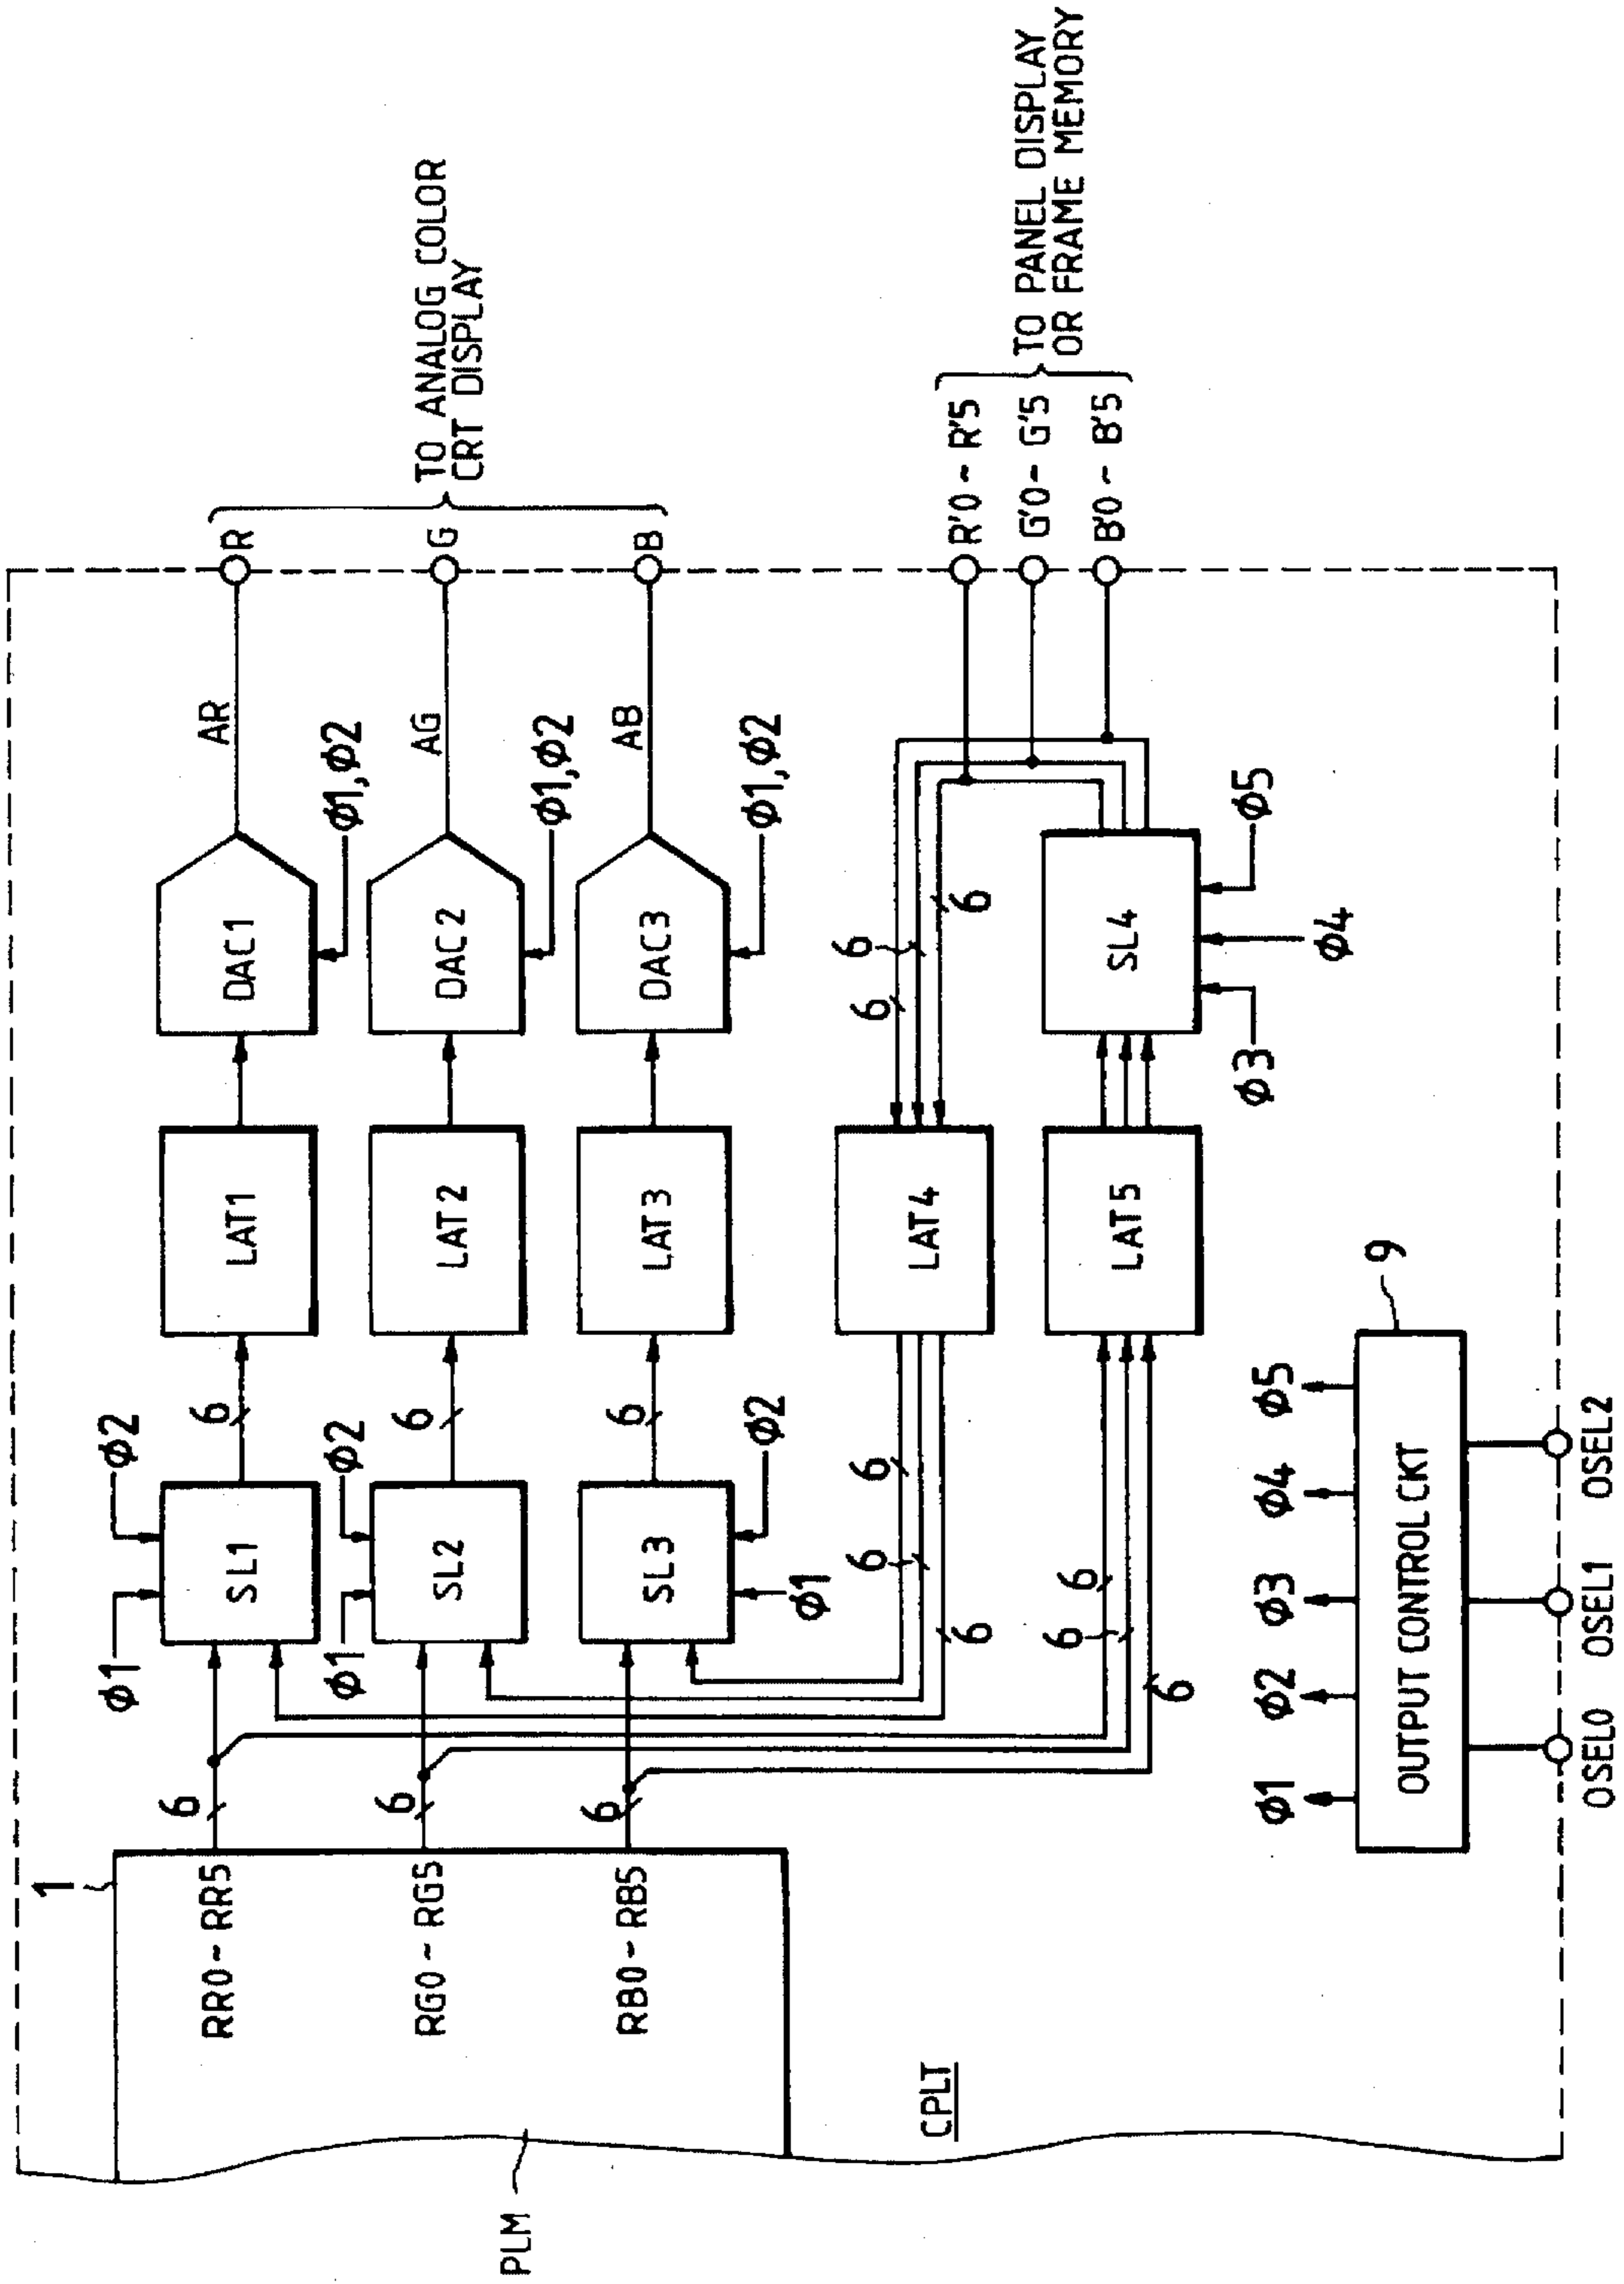 1
PLM
CPLT
RR0~RR5
RG0~RG5
RB0~RB5
6
6
6
ϕ1
ϕ2
SL1
6
LAT1
DAC1
ϕ1,ϕ2
AR
R
ϕ1
ϕ2
SL2
6
LAT2
DAC2
ϕ1,ϕ2
AG
G
SL3
ϕ1
ϕ2
6
LAT3
DAC3
ϕ1,ϕ2
AB
B
TO ANALOG COLOR
CRT DISPLAY
6
6
6
LAT4
6
6
6
6
6
6
LAT5
SL4
ϕ3
ϕ4
ϕ5
R'0~R'5
G'0~G'5
B'0~B'5
TO PANEL DISPLAY
OR FRAME MEMORY
ϕ1
ϕ2
ϕ3
ϕ4
ϕ5
OUTPUT CONTROL CKT
9
OSEL0
OSEL1
OSEL2